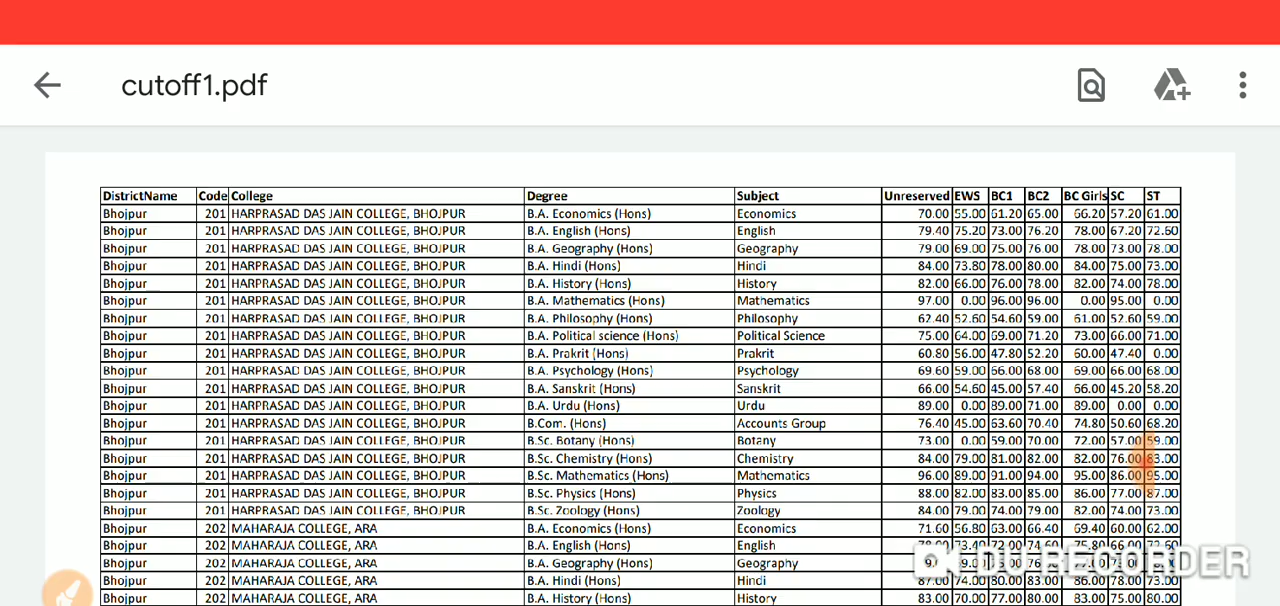 cutoff1.pdf
DistrictName Code College Degree Subject Unreserved EWS BC1 BC2 BC Girls SC ST
Bhojpur 201 HARPRASAD DAS JAIN COLLEGE, BHOJPUR B.A. Economics (Hons) Economics 70.00 55.00 61.20 65.00 66.20 57.20 61.00
Bhojpur 201 HARPRASAD DAS JAIN COLLEGE, BHOJPUR B.A. English (Hons) English 79.40 75.20 73.00 76.20 78.00 67.20 72.60
Bhojpur 201 HARPRASAD DAS JAIN COLLEGE, BHOJPUR B.A. Geography (Hons) Geography 79.00 69.00 75.00 76.00 78.00 73.00 78.00
Bhojpur 201 HARPRASAD DAS JAIN COLLEGE, BHOJPUR B.A. Hindi (Hons) Hindi 84.00 73.80 78.00 80.00 84.00 75.00 73.00
Bhojpur 201 HARPRASAD DAS JAIN COLLEGE, BHOJPUR B.A. History (Hons) History 82.00 66.00 76.00 78.00 82.00 74.00 78.00
Bhojpur 201 HARPRASAD DAS JAIN COLLEGE, BHOJPUR B.A. Mathematics (Hons) Mathematics 97.00 0.00 96.00 96.00 0.00 95.00 0.00
Bhojpur 201 HARPRASAD DAS JAIN COLLEGE, BHOJPUR B.A. Philosophy (Hons) Philosophy 62.40 52.60 54.60 59.00 61.00 52.60 59.00
Bhojpur 201 HARPRASAD DAS JAIN COLLEGE, BHOJPUR B.A. Political science (Hons) Political Science 75.00 64.00 69.00 71.20 73.00 66.00 71.00
Bhojpur 201 HARPRASAD DAS JAIN COLLEGE, BHOJPUR B.A. Prakrit (Hons) Prakrit 60.80 56.00 47.80 52.20 60.00 47.40 0.00
Bhojpur 201 HARPRASAD DAS JAIN COLLEGE, BHOJPUR B.A. Psychology (Hons) Psychology 69.60 59.00 66.00 68.00 69.00 66.00 68.00
Bhojpur 201 HARPRASAD DAS JAIN COLLEGE, BHOJPUR B.A. Sanskrit (Hons) Sanskrit 66.00 54.60 45.00 57.40 66.00 45.20 58.20
Bhojpur 201 HARPRASAD DAS JAIN COLLEGE, BHOJPUR B.A. Urdu (Hons) Urdu 89.00 0.00 89.00 71.00 89.00 0.00 0.00
Bhojpur 201 HARPRASAD DAS JAIN COLLEGE, BHOJPUR B.Com. (Hons) Accounts Group 76.40 45.00 63.60 70.40 74.80 50.60 68.20
Bhojpur 201 HARPRASAD DAS JAIN COLLEGE, BHOJPUR B.Sc. Botany (Hons) Botany 73.00 0.00 59.00 70.00 72.00 57.00 59.00
Bhojpur 201 HARPRASAD DAS JAIN COLLEGE, BHOJPUR B.Sc. Chemistry (Hons) Chemistry 84.00 79.00 81.00 82.00 82.00 76.00 83.00
Bhojpur 201 HARPRASAD DAS JAIN COLLEGE, BHOJPUR B.Sc. Mathematics (Hons) Mathematics 96.00 89.00 91.00 94.00 95.00 86.00 95.00
Bhojpur 201 HARPRASAD DAS JAIN COLLEGE, BHOJPUR B.Sc. Physics (Hons) Physics 88.00 82.00 83.00 85.00 86.00 77.00 87.00
Bhojpur 201 HARPRASAD DAS JAIN COLLEGE, BHOJPUR B.Sc. Zoology (Hons) Zoology 84.00 79.00 74.00 79.00 82.00 74.00 73.00
Bhojpur 202 MAHARAJA COLLEGE, ARA B.A. Economics (Hons) Economics 71.60 56.80 63.00 66.40 69.40 60.00 62.00
Bhojpur 202 MAHARAJA COLLEGE, ARA B.A. English (Hons) English 73.40 72.00 74.60 75.80 66.00
Bhojpur 202 MAHARAJA COLLEGE, ARA B.A. Geography (Hons) Geography
Bhojpur 202 MAHARAJA COLLEGE, ARA B.A. Hindi (Hons) Hindi 87.00 74.00 80.00 83.00 86.00 78.00 73.00
Bhojpur 202 MAHARAJA COLLEGE, ARA B.A. History (Hons) History 83.00 70.00 77.00 80.00 83.00 75.00 80.00
DU RECORDER